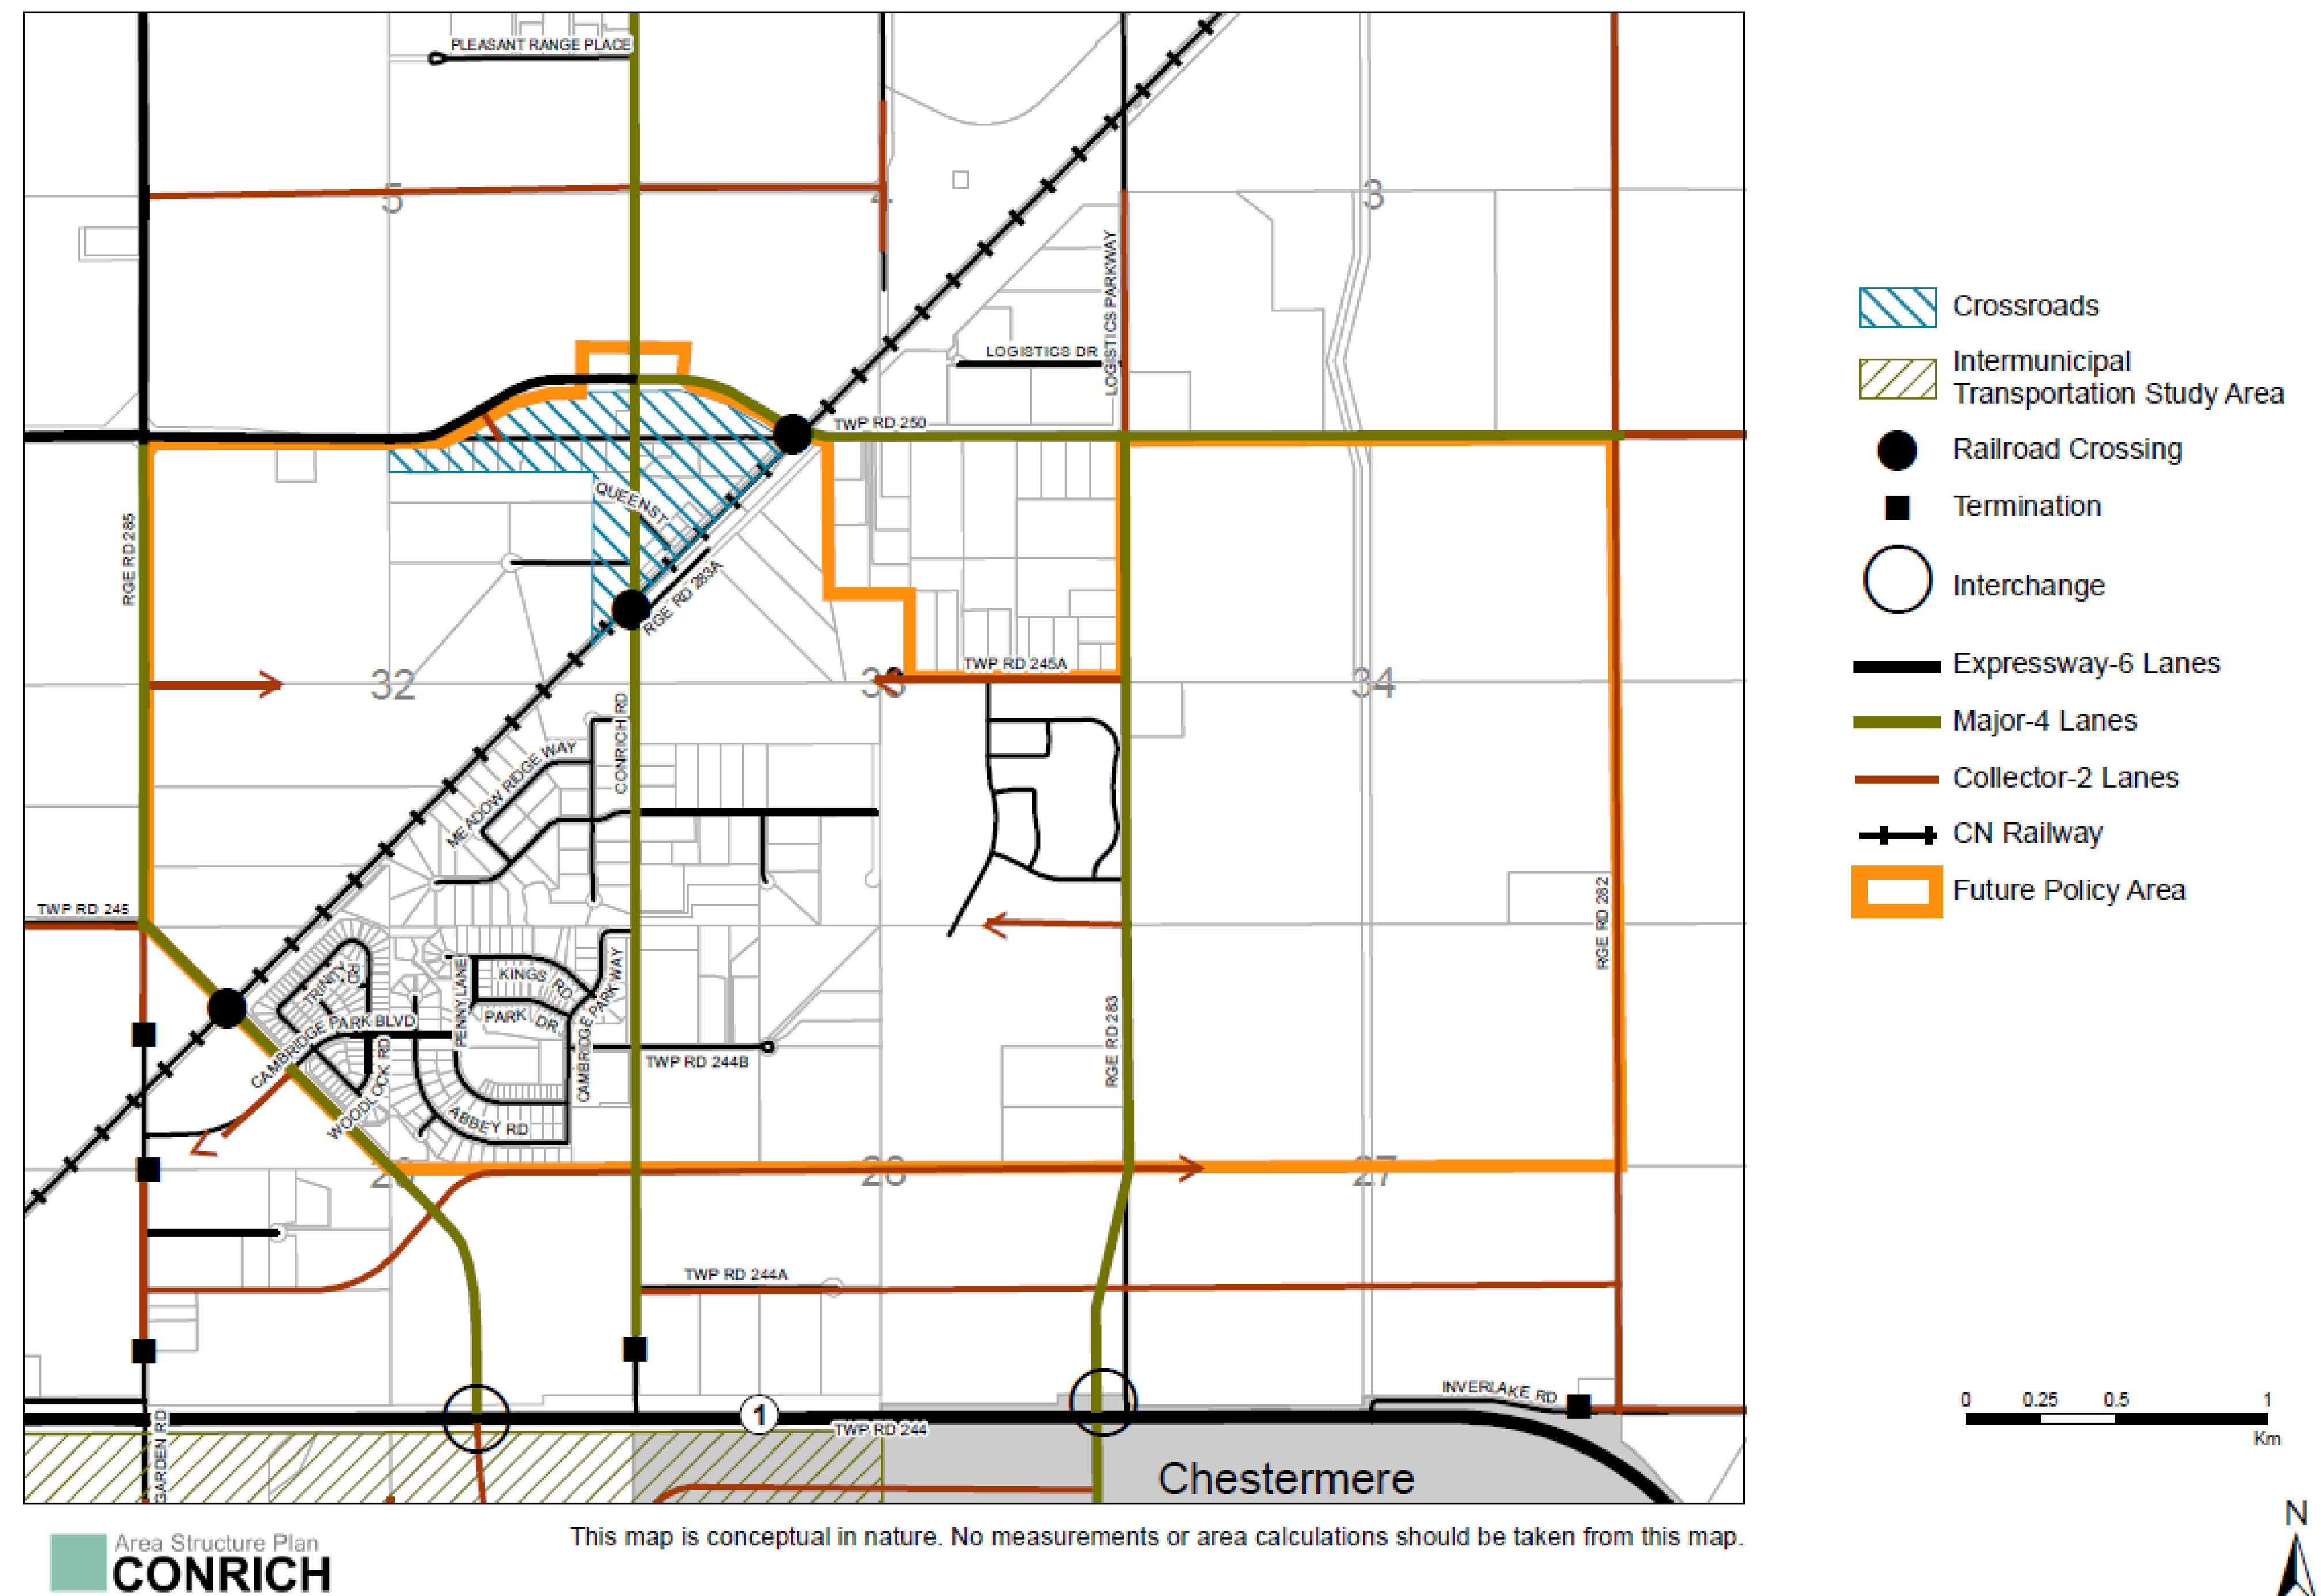 PLEASANT RANGE PLACE
5
4
3
LOGISTICS PARKWAY
LOGISTICS DR
TWP RD 250
QUEEN ST
RGE RD 283A
RGE RD 285
TWP RD 245A
32
33
34
CONRICH RD
MEADOW RIDGE WAY
TWP RD 245
RGE RD 282
TRINITY RD
KINGS RD
PENNY LANE
PARK DR
CAMBRIDGE PARKWAY
CAMBRIDGE PARK BLVD
WOODLOCK RD
ABBEY RD
TWP RD 244B
RGE RD 283
28
27
TWP RD 244A
INVERLAKE RD
1
TWP RD 244
GARDEN RD
Chestermere
Crossroads
Intermunicipal
Transportation Study Area
Railroad Crossing
Termination
Interchange
Expressway-6 Lanes
Major-4 Lanes
Collector-2 Lanes
CN Railway
Future Policy Area
0 0.25 0.5 1
Km
N
Area Structure Plan
CONRICH
This map is conceptual in nature. No measurements or area calculations should be taken from this map.